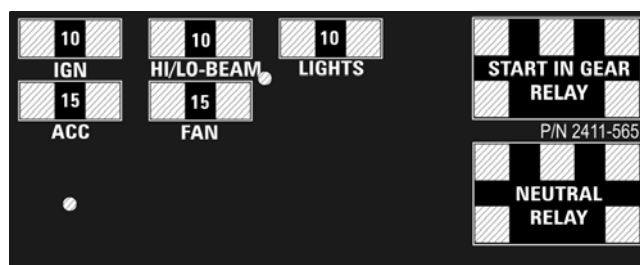 10 10 10
IGN HI/LO-BEAM LIGHTS
15 15
ACC FAN
START IN GEAR
RELAY
P/N 2411-565
NEUTRAL
RELAY